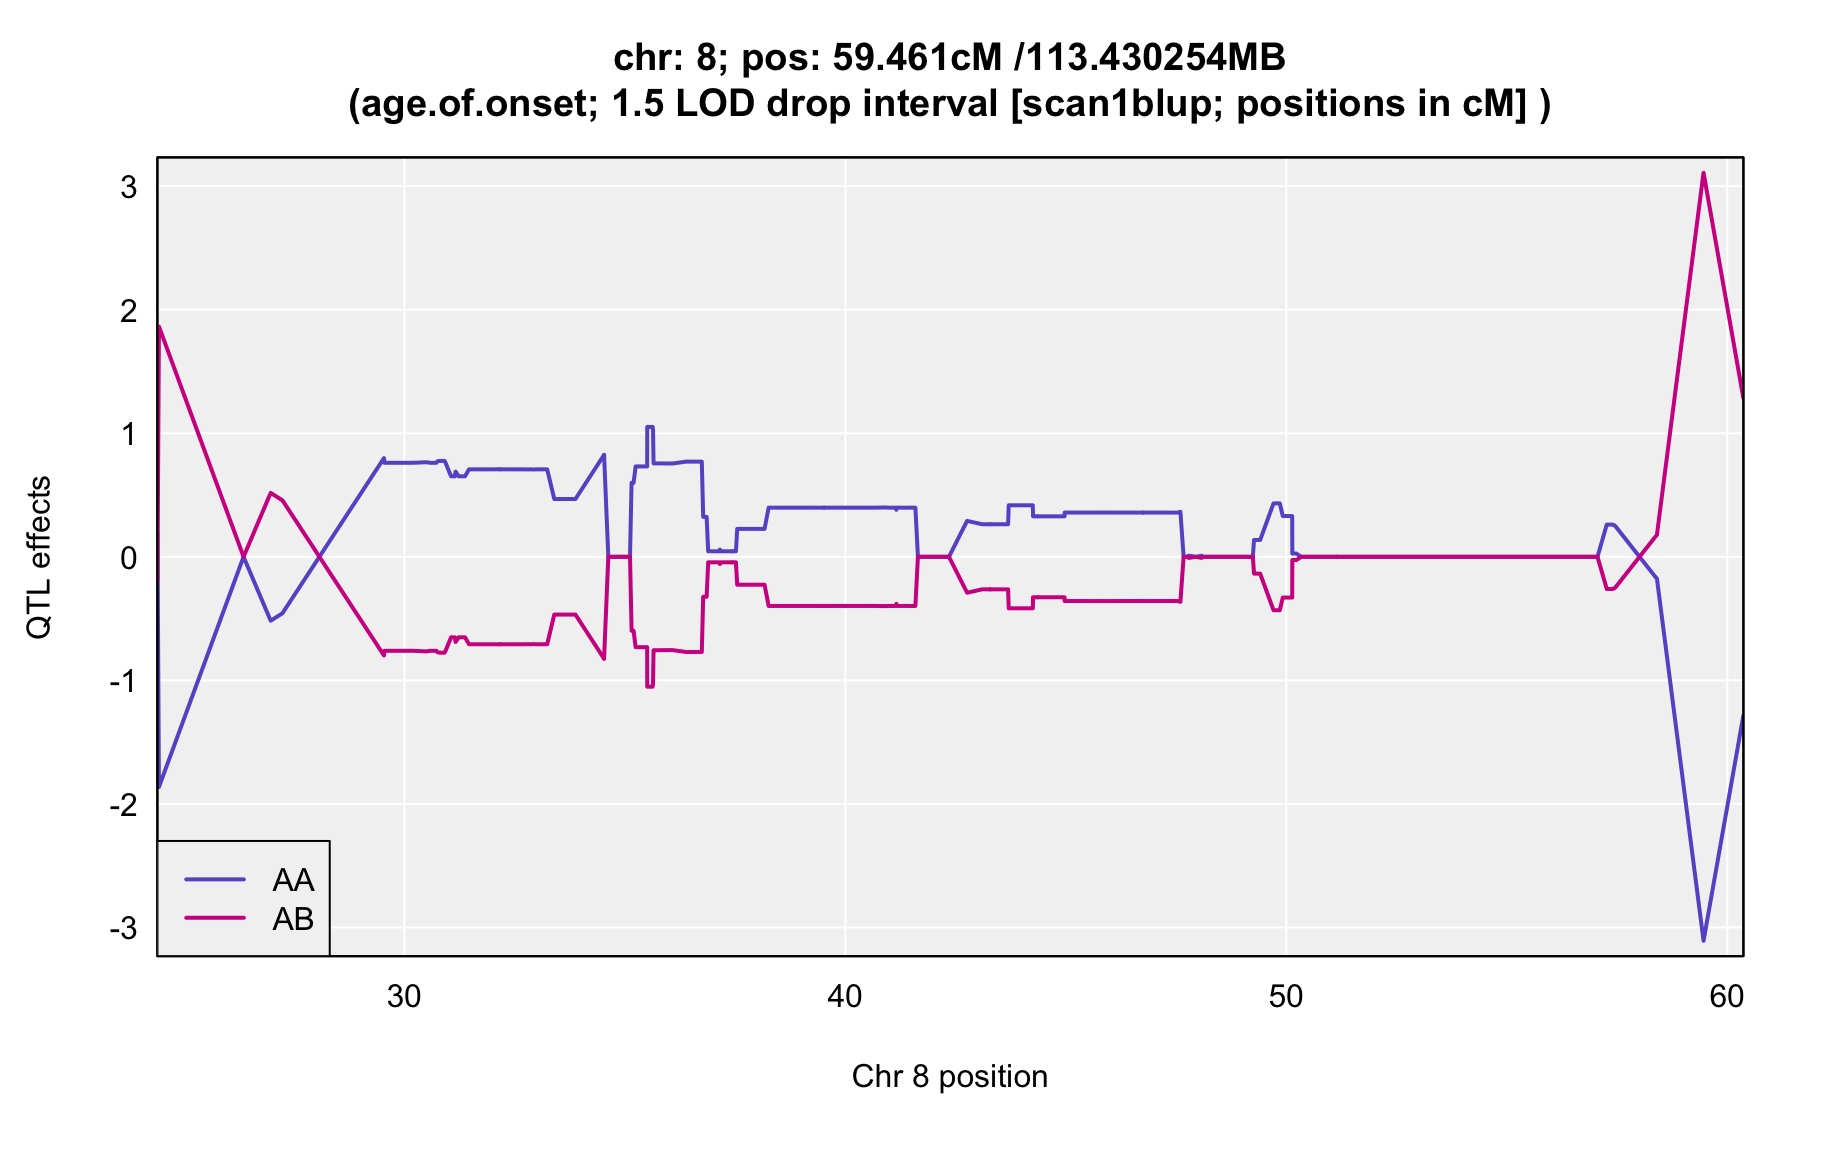 chr: 8; pos: 59.461cM /113.430254MB
(age.of.onset; 1.5 LOD drop interval [scan1blup; positions in cM] )
3
2
1
0
-1
-2
-3
QTL effects
AA
AB
30 40 50 60
Chr 8 position